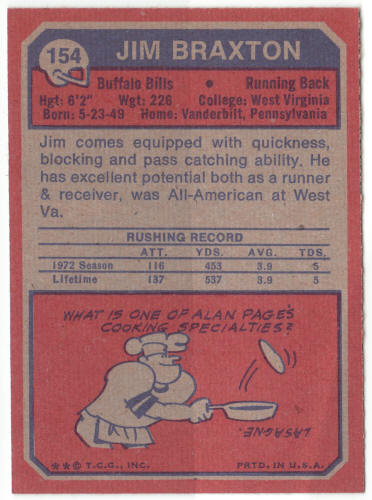 154
JIM BRAXTON
Buffalo Bills • Running Back
Hgt: 6'2" Wgt: 226 College: West Virginia
Born: 5-23-49 Home: Vanderbilt, Pennsylvania
Jim comes equipped with quickness,
blocking and pass catching ability. He
has excellent potential both as a runner
& receiver, was All-American at West
Va.
RUSHING RECORD
ATT. YDS. AVG. TDS.
1972 Season 116 453 3.9 5
Lifetime 137 537 3.9 5
WHAT IS ONE OF ALAN PAGE'S
COOKING SPECIALTIES?
LASAGNE.
**© T.C.G., INC. PRTD. IN U.S.A.